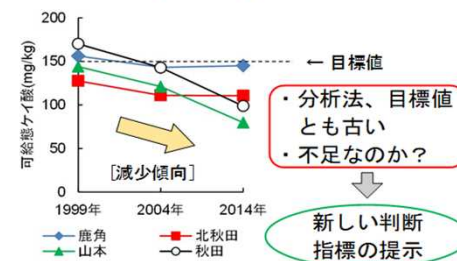 可給態ケイ酸(mg/kg)
200
150
100
50
0
← 目標値
[減少傾向]
1999年 2004年 2014年
鹿角 北秋田
山本 秋田
・分析法、目標値
とも古い
・不足なのか？
新しい判断
指標の提示